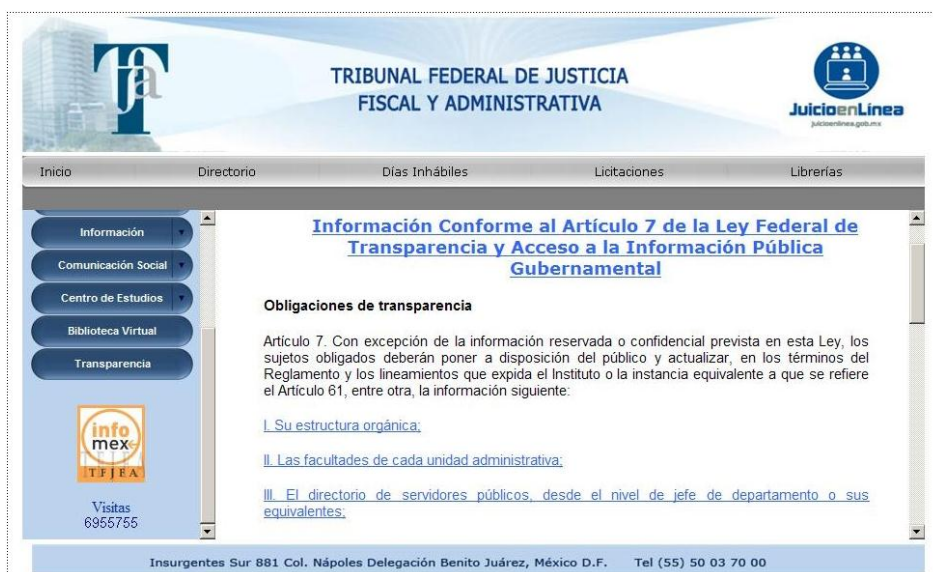 TFJA
TRIBUNAL FEDERAL DE JUSTICIA
FISCAL Y ADMINISTRATIVA
JuicioenLínea
juicioenlinea.gob.mx
Inicio
Directorio
Días Inhábiles
Licitaciones
Librerías
Información
Comunicación Social
Centro de Estudios
Biblioteca Virtual
Transparencia
info
mex
TFJFA
Visitas
6955755
Información Conforme al Artículo 7 de la Ley Federal de
Transparencia y Acceso a la Información Pública
Gubernamental
Obligaciones de transparencia
Artículo 7. Con excepción de la información reservada o confidencial prevista en esta Ley, los
sujetos obligados deberán poner a disposición del público y actualizar, en los términos del
Reglamento y los lineamientos que expida el Instituto o la instancia equivalente a que se refiere
el Artículo 61, entre otra, la información siguiente:
I. Su estructura orgánica;
II. Las facultades de cada unidad administrativa;
III. El directorio de servidores públicos, desde el nivel de jefe de departamento o sus
equivalentes;
Insurgentes Sur 881 Col. Nápoles Delegación Benito Juárez, México D.F. Tel (55) 50 03 70 00